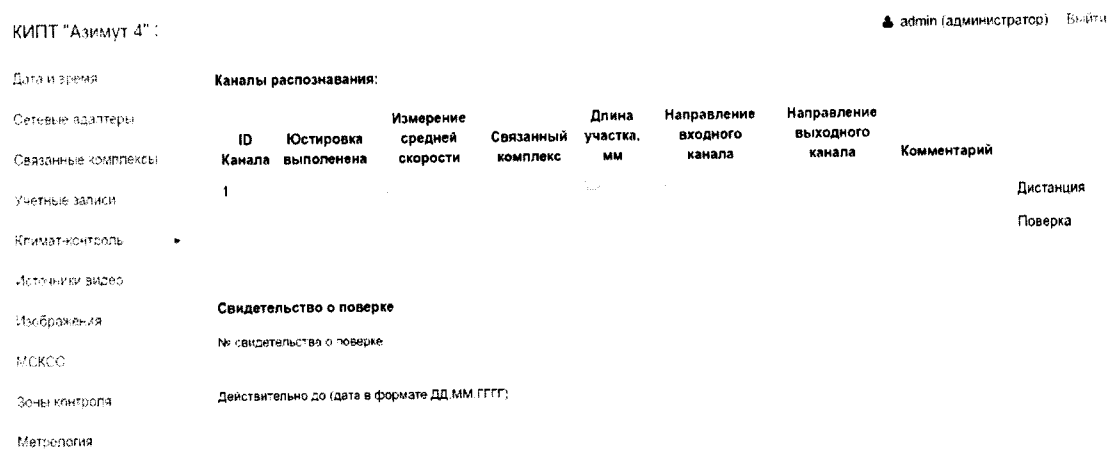 КИПТ "Азимут 4"
admin (администратор) Выйти
Дата и время
Сетевые адаптеры
Связанные комплексы
Учетные записи
Климат-контроль
Источники видео
Изображения
МСКСС
Зоны контроля
Метрология
Каналы распознавания:
ID Канала
Юстировка выполенена
Измерение средней скорости
Связанный комплекс
Длина участка, мм
Направление входного канала
Направление выходного канала
Комментарий
1
Дистанция
Поверка
Свидетельство о поверке
№ свидетельства о поверке
Действительно до (дата в формате ДД.ММ.ГГГГ)